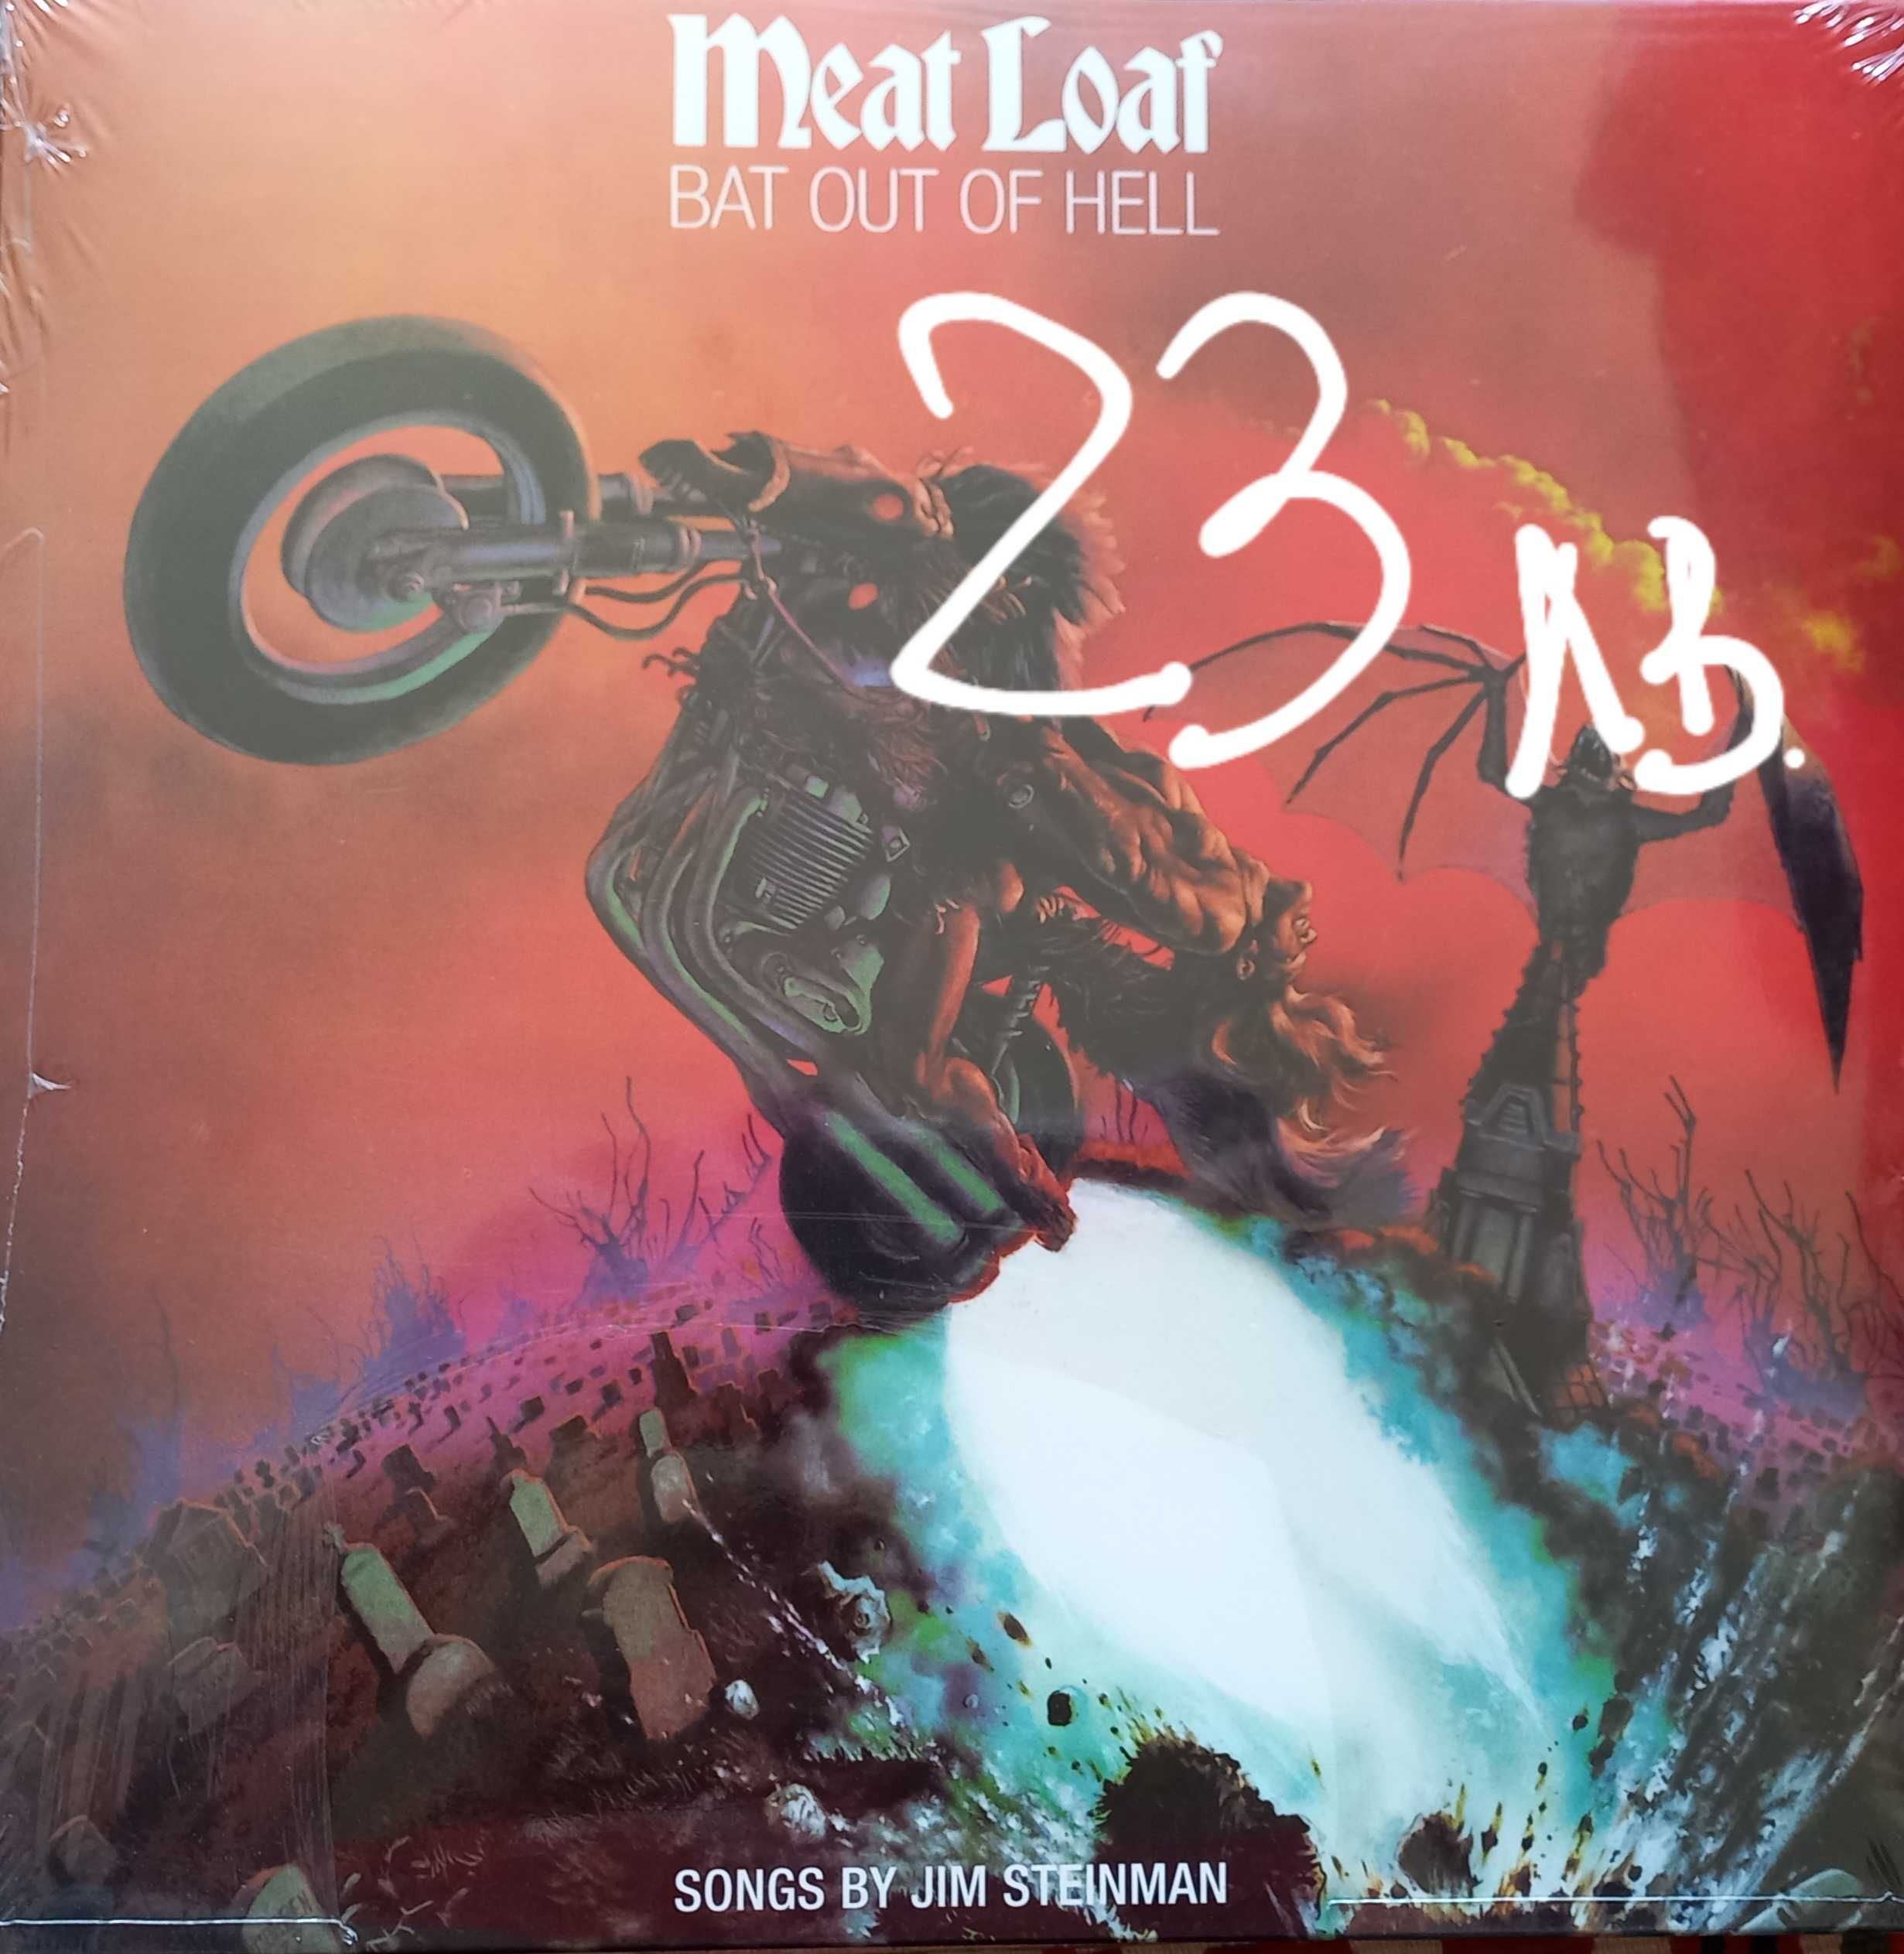 Meat Loaf
BAT OUT OF HELL
23 лв.
SONGS BY JIM STEINMAN